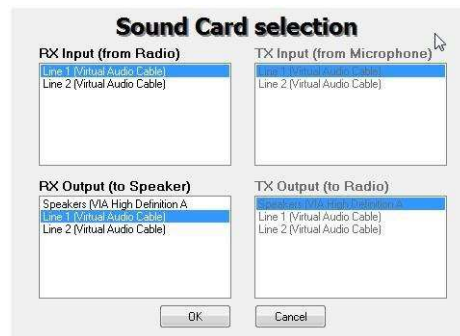 Sound Card selection
RX Input (from Radio)
Line 1 (Virtual Audio Cable)
Line 2 (Virtual Audio Cable)
TX Input (from Microphone)
Line 1 (Virtual Audio Cable)
Line 2 (Virtual Audio Cable)
RX Output (to Speaker)
Speakers (VIA High Definition A
Line 1 (Virtual Audio Cable)
Line 2 (Virtual Audio Cable)
TX Output (to Radio)
Speakers (VIA High Definition A
Line 1 (Virtual Audio Cable)
Line 2 (Virtual Audio Cable)
OK
Cancel